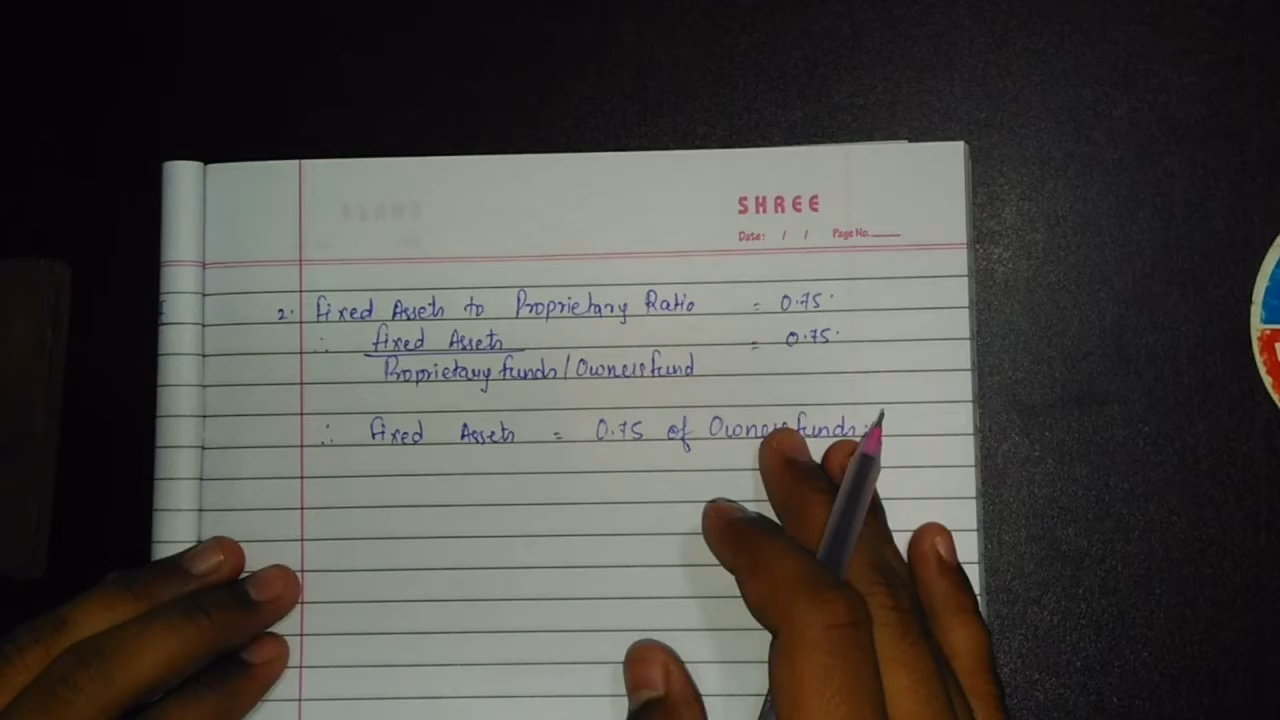 SHREE
Date: / / Page No.
2. Fixed Assets to Proprietary Ratio = 0.75.
∴ Fixed Assets = 0.75.
Proprietary funds/Owners fund
∴ Fixed Assets = 0.75 of Owners funds.